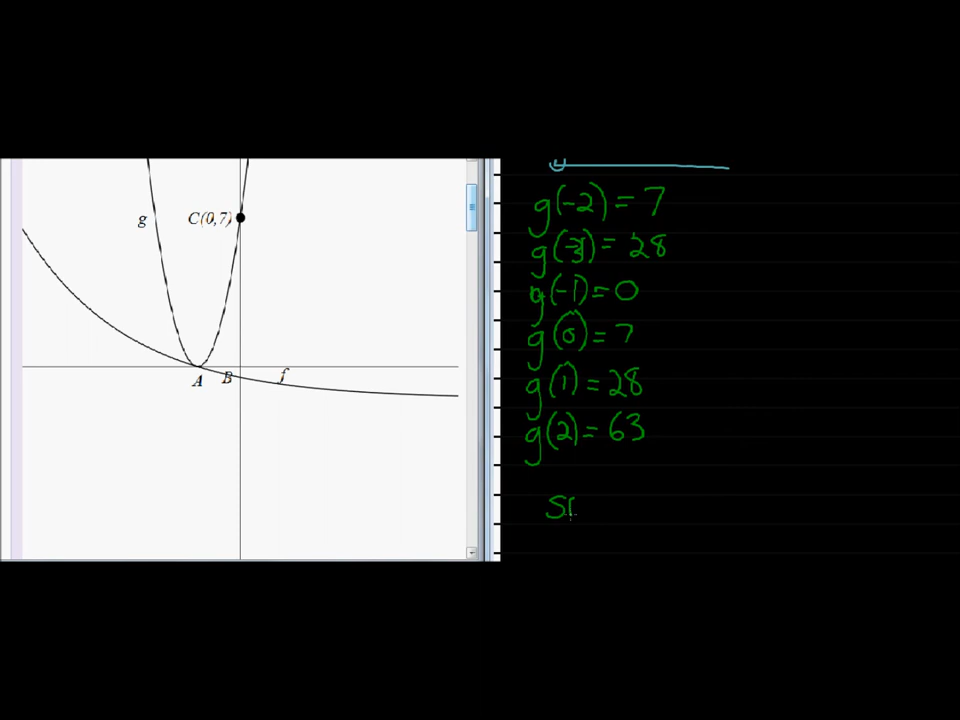 g
C(0,7)
A
B
f
g(-2) = 7
g(-3) = 28
g(-1) = 0
g(0) = 7
g(1) = 28
g(2) = 63